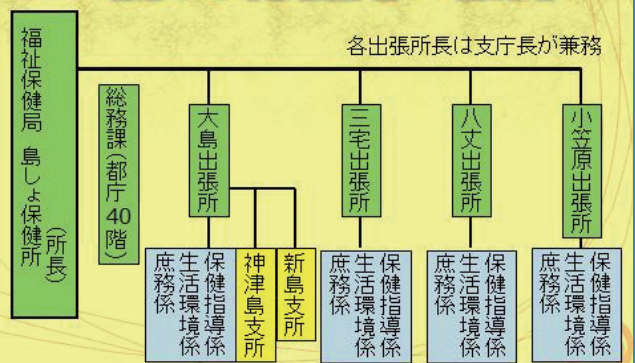 各出張所長は支庁長が兼務
福祉保健局 島しょ保健所
(所長)
総務課(都庁40階)
大島出張所
三宅出張所
八丈出張所
小笠原出張所
保健指導係
生活環境係
庶務係
神津島支所
新島支所
保健指導係
生活環境係
庶務係
保健指導係
生活環境係
庶務係
保健指導係
生活環境係
庶務係